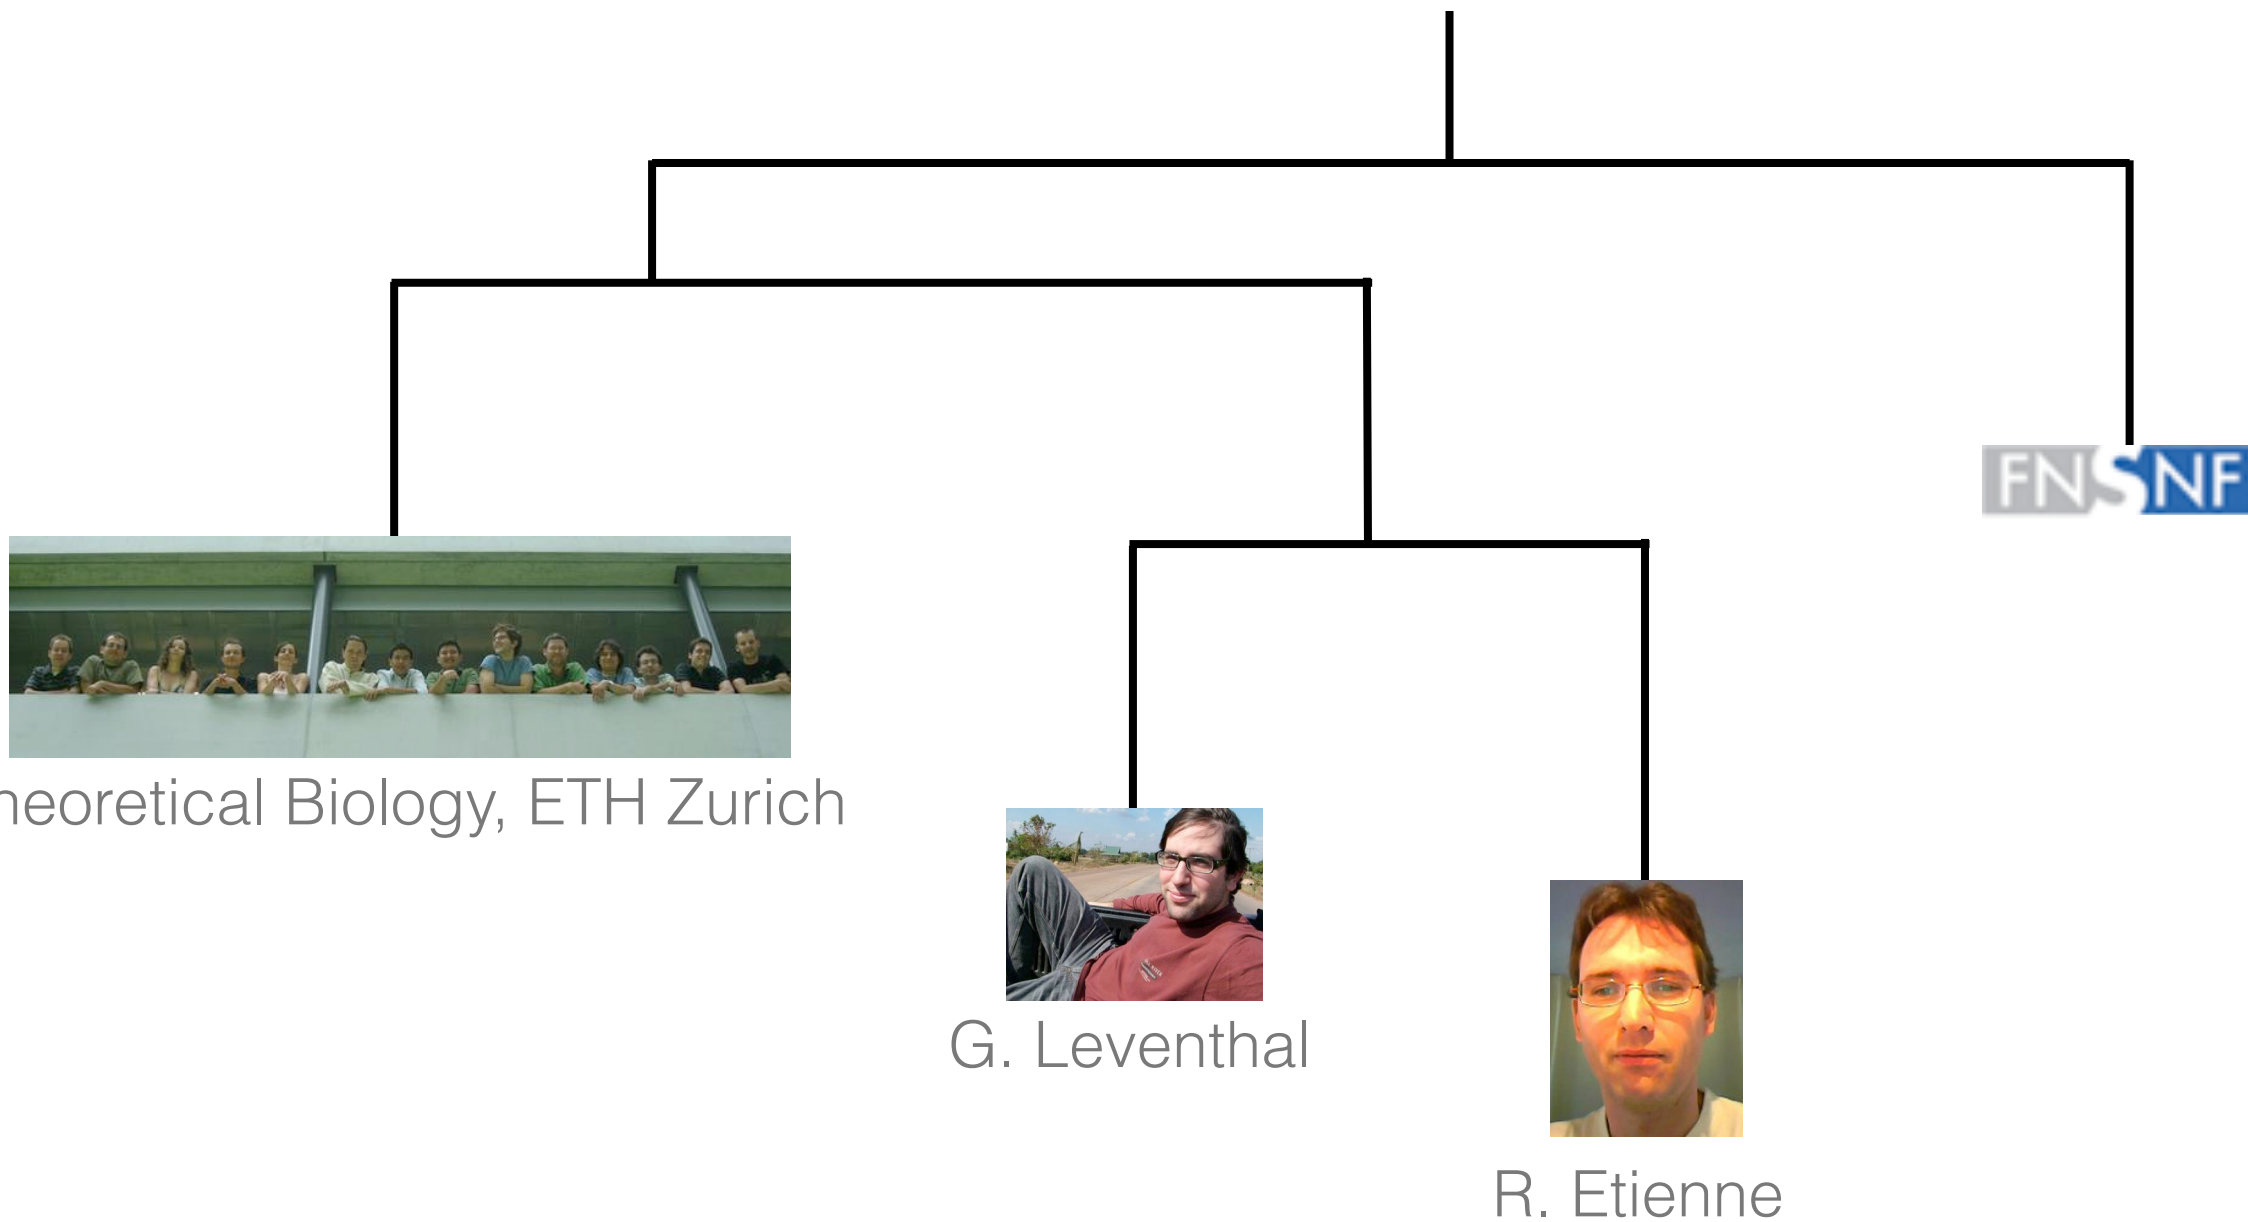 FNSNF
heoretical Biology, ETH Zurich
G. Leventhal
R. Etienne